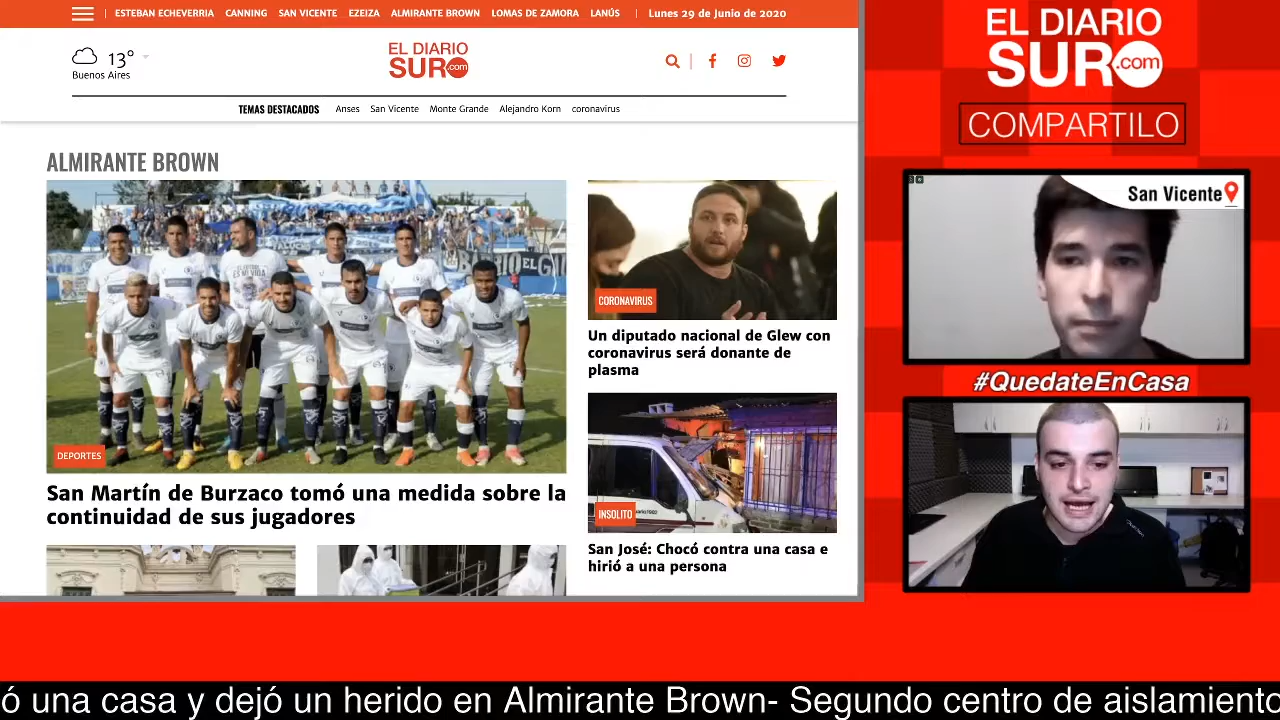 ESTEBAN ECHEVERRIA CANNING SAN VICENTE EZEIZA ALMIRANTE BROWN LOMAS DE ZAMORA LANÚS Lunes 29 de Junio de 2020
13°
Buenos Aires
EL DIARIO
SUR.com
TEMAS DESTACADOS Anses San Vicente Monte Grande Alejandro Korn coronavirus
ALMIRANTE BROWN
DEPORTES
San Martín de Burzaco tomó una medida sobre la
continuidad de sus jugadores
CORONAVIRUS
Un diputado nacional de Glew con
coronavirus será donante de
plasma
INSOLITO
San José: Chocó contra una casa e
hirió a una persona
EL DIARIO
SUR.com
COMPARTILO
San Vicente
#QuedateEnCasa
ó una casa y dejó un herido en Almirante Brown- Segundo centro de aislamiento